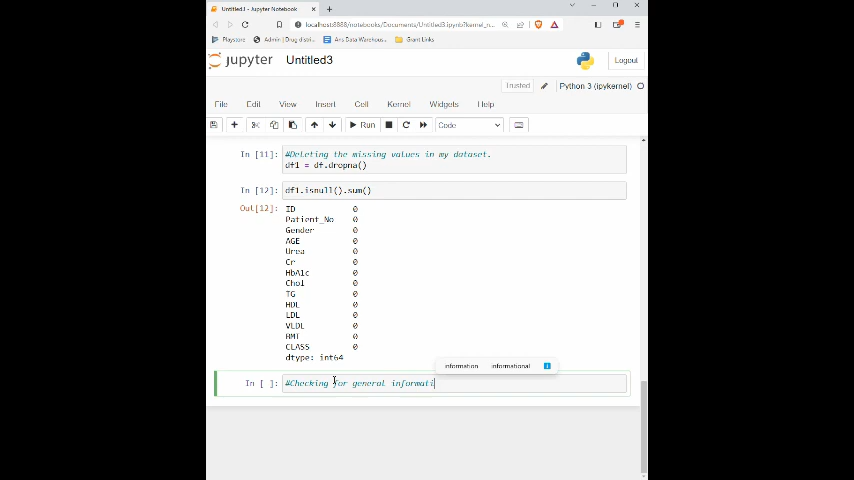 Untitled3 - Jupyter Notebook
localhost:8888/notebooks/Documents/Untitled3.ipynb?kernel_n...
Playstore Admin | Drug distri... Ans Data Warehous... Grant Links
jupyter Untitled3 Logout
Trusted Python 3 (ipykernel)
File Edit View Insert Cell Kernel Widgets Help
Run Code
In [11]: #Deleting the missing values in my dataset.
df1 = df.dropna()
In [12]: df1.isnull().sum()
Out[12]: ID 0
Patient_No 0
Gender 0
AGE 0
Urea 0
Cr 0
HbA1c 0
Chol 0
TG 0
HDL 0
LDL 0
VLDL 0
BMI 0
CLASS 0
dtype: int64
information informational
In [ ]: #Checking for general informati